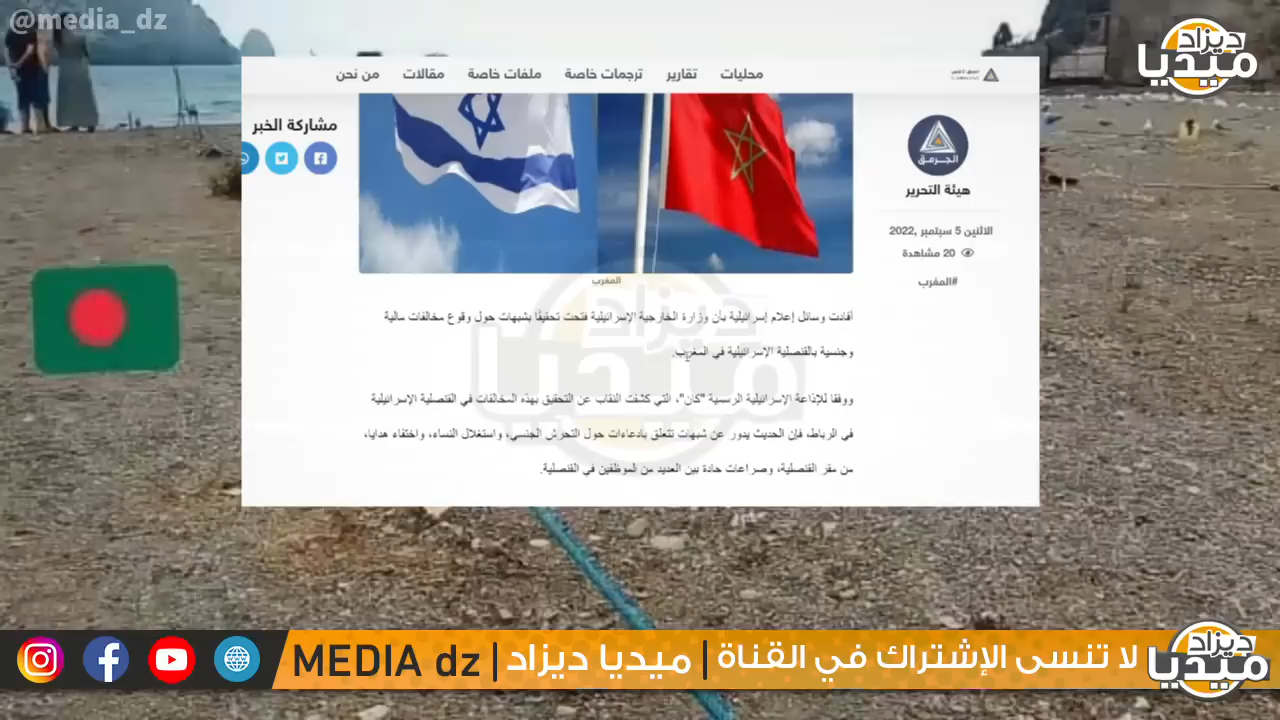 @media_dz
ديزاد
ميديا
محليات تقارير ترجمات خاصة ملفات خاصة مقالات من نحن
مشاركة الخبر
الجرمق
هيئة التحرير
الاثنين 5 سبتمبر ,2022
20 مشاهدة
#المغرب
المغرب
أفادت وسائل إعلام إسرائيلية بأن وزارة الخارجية الإسرائيلية فتحت تحقيقًا بشبهات حول وقوع مخالفات مالية
وجنسية بالقنصلية الإسرائيلية في المغرب.
ووفقا للإذاعة الإسرائيلية الرسمية "كان"، التي كشفت النقاب عن التحقيق بهذه المخالفات في القنصلية الإسرائيلية
في الرباط، فإن الحديث يدور عن شبهات تتعلق بادعاءات حول التحرش الجنسي، واستغلال النساء، واختفاء هدايا،
من مقر القنصلية، وصراعات حادة بين العديد من الموظفين في القنصلية.
ديزاد
ميديا
لا تنسى الإشتراك في القناة | ميديا ديزاد | MEDIA dz
ديزاد
ميديا